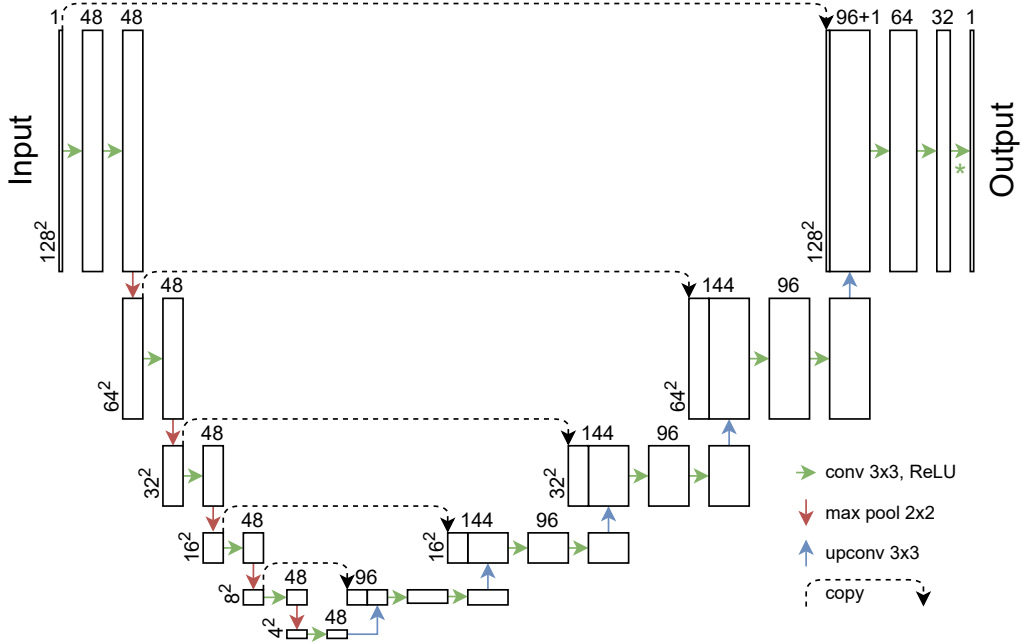 1 48 48 96+1 64 32 1
Input
128²
128²
*
Output
48 144 96
64²
64²
48 144 96
32²
32²
48 144 96
16²
16²
48 96
8²
48
4²
conv 3x3, ReLU
max pool 2x2
upconv 3x3
copy